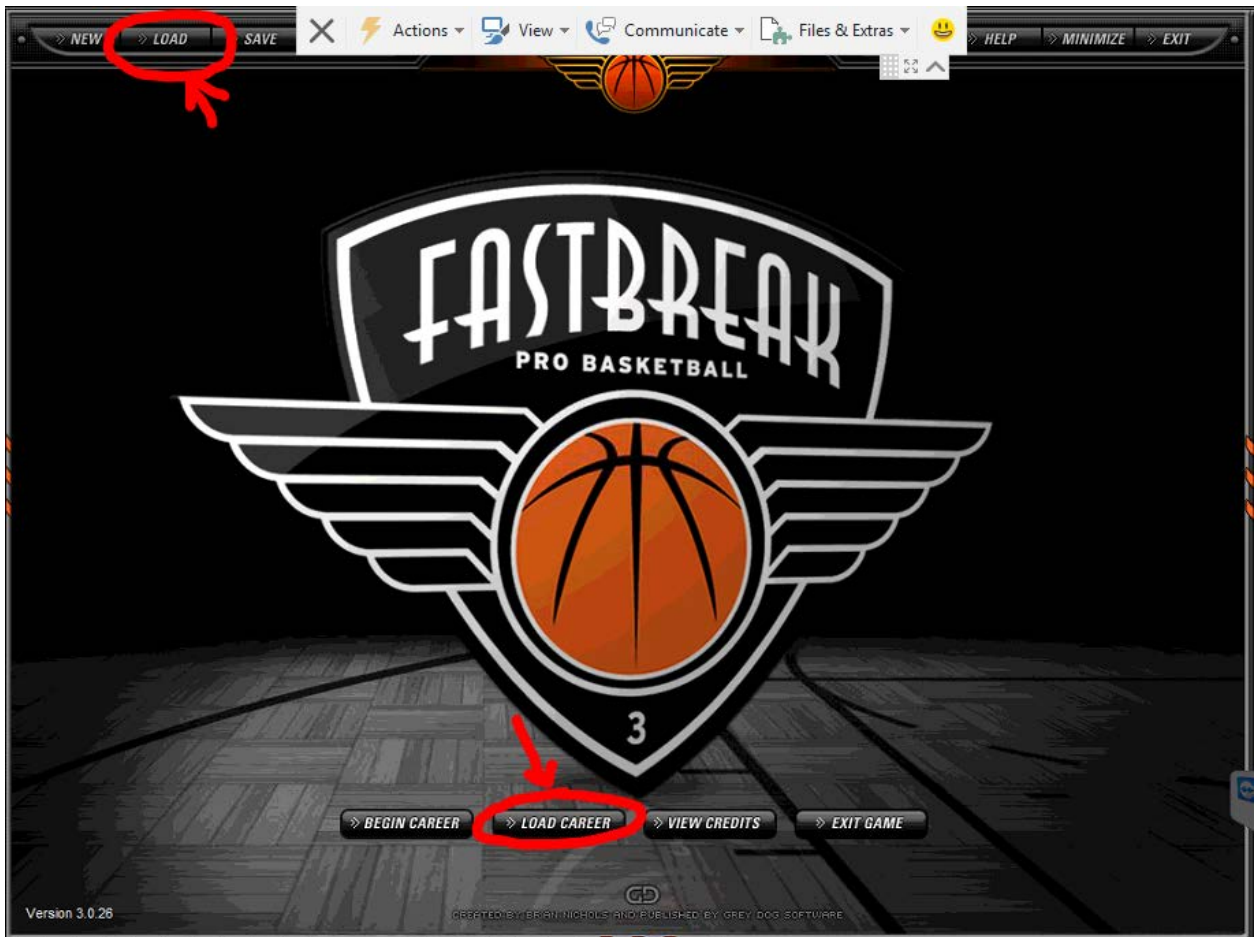 NEW
LOAD
SAVE
Actions
View
Communicate
Files & Extras
HELP
MINIMIZE
EXIT
FASTBREAK
PRO BASKETBALL
3
BEGIN CAREER
LOAD CAREER
VIEW CREDITS
EXIT GAME
GD
Version 3.0.26
CREATED BY BRIAN NICHOLS AND PUBLISHED BY GREY DOG SOFTWARE